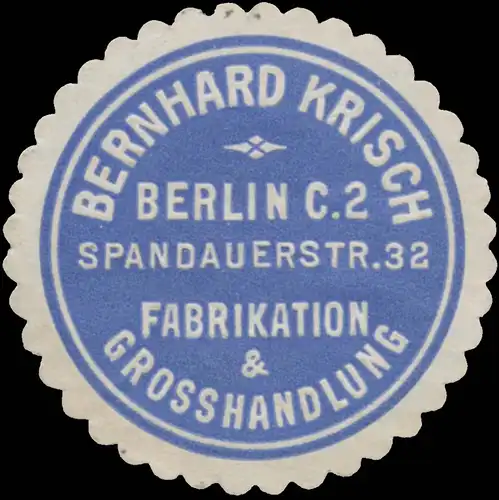 BERNHARD KRISCH
BERLIN C.2
SPANDAUERSTR.32
FABRIKATION
&
GROSSHANDLUNG